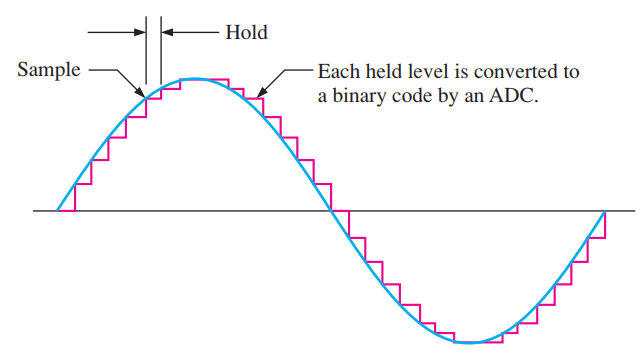 Hold
Sample
Each held level is converted to
a binary code by an ADC.